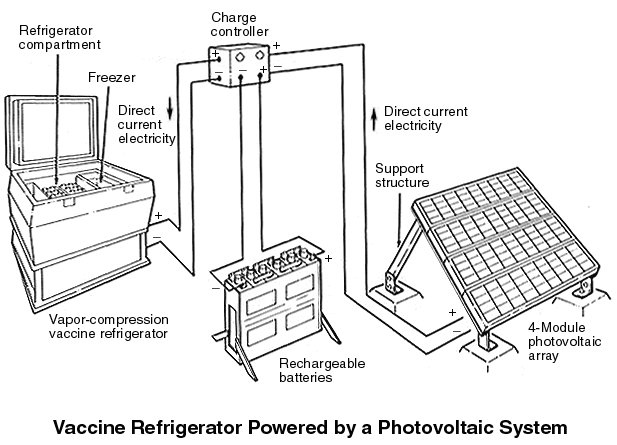 Refrigerator
compartment
Freezer
Charge
controller
Direct
current
electricity
Direct current
electricity
Support
structure
+
−
+
−
−
+
+
−
+
−
−
+
+
−
Vapor-compression
vaccine refrigerator
Rechargeable
batteries
4-Module
photovoltaic
array
Vaccine Refrigerator Powered by a Photovoltaic System